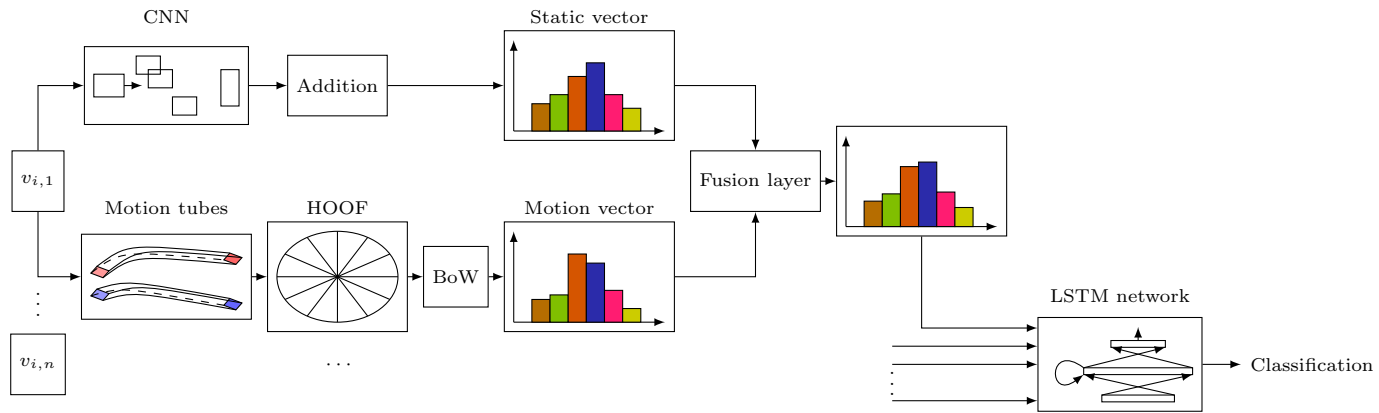 CNN
Static vector
Addition
v_{i,1}
Fusion layer
Motion tubes
HOOF
Motion vector
BoW
LSTM network
v_{i,n}
...
Classification